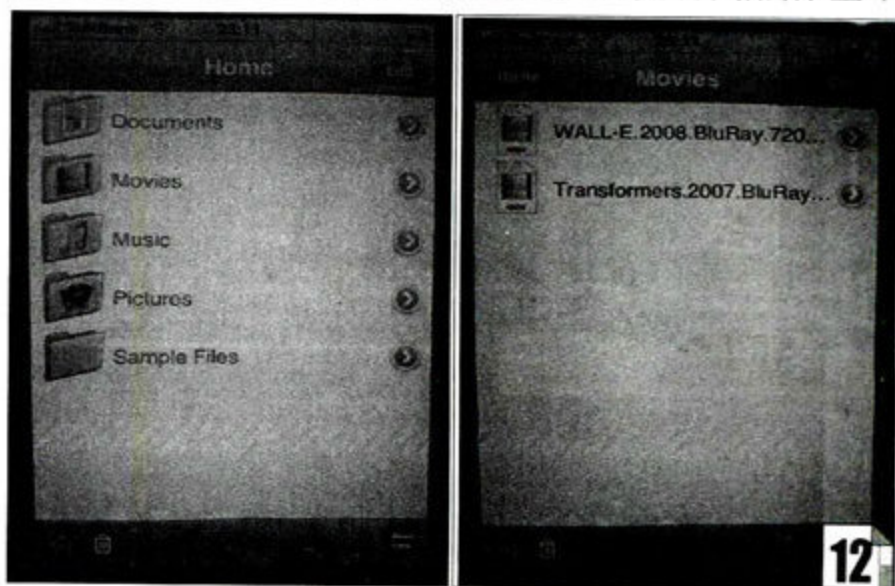 Home
Documents
Movies
Music
Pictures
Sample Files
Movies
WALL-E.2008.BluRay.720...
Transformers.2007.BluRay...
12